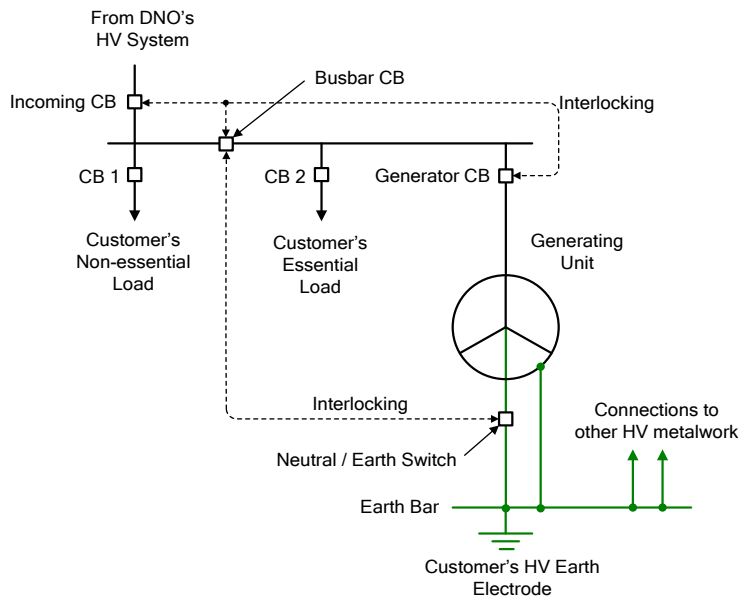 From DNO's
HV System
Busbar CB
Incoming CB
Interlocking
CB 1
CB 2
Generator CB
Customer's
Non-essential
Load
Customer's
Essential
Load
Generating
Unit
Interlocking
Connections to
other HV metalwork
Neutral / Earth Switch
Earth Bar
Customer's HV Earth
Electrode